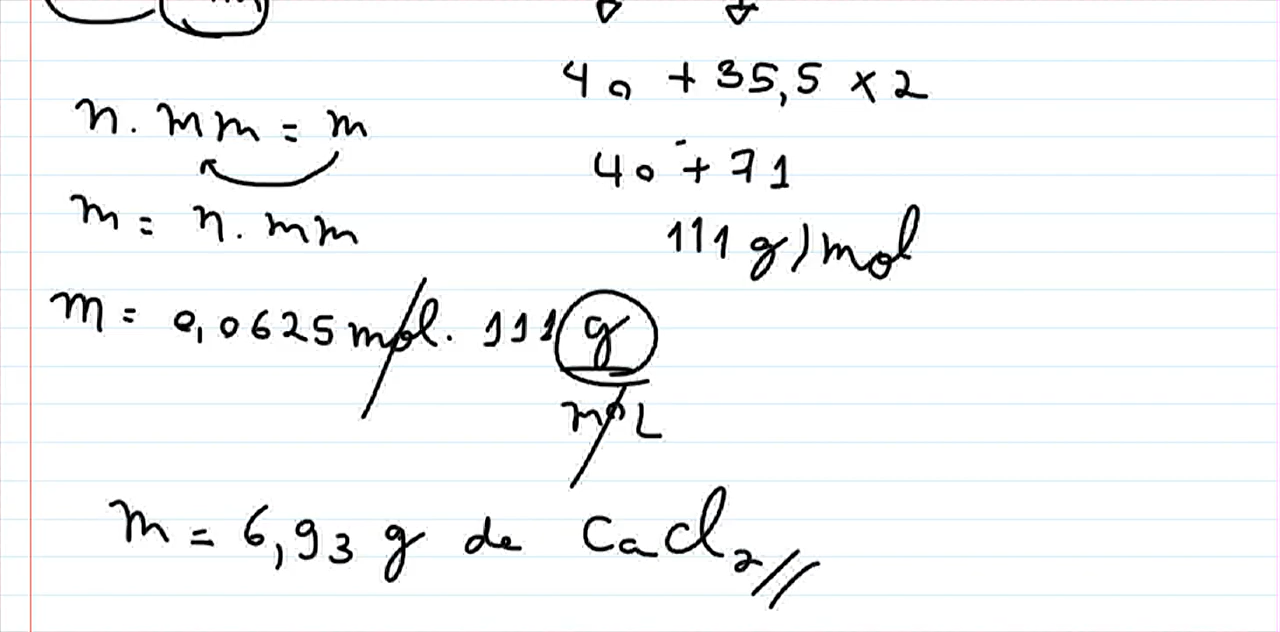 40 + 35,5 x 2
n. mm = m
40 + 71
m = n. mm
111 g/mol
m = 0,0625 mol. 111 g
mol
m = 6,93 g de CaCl2//